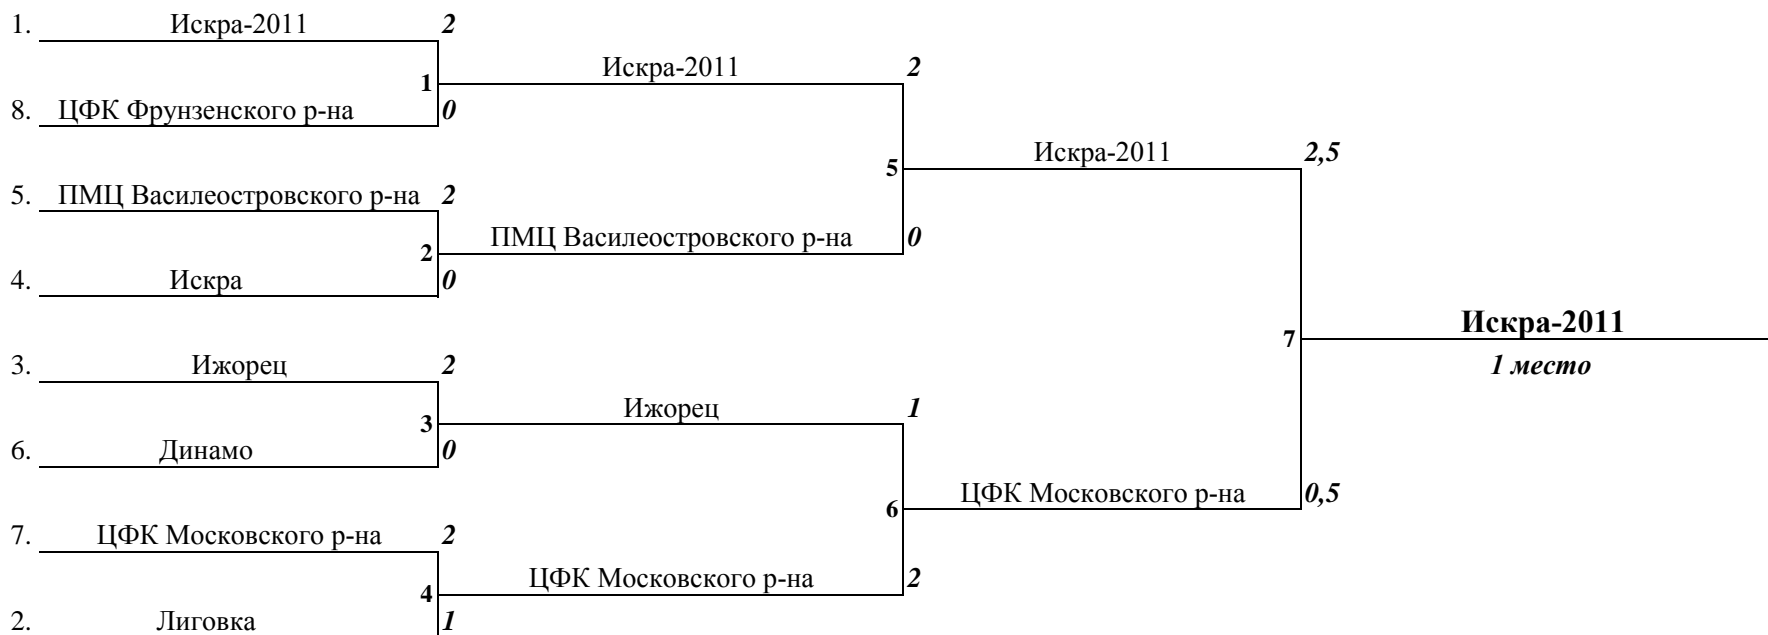 1. Искра-2011 2
Искра-2011 2
1
8. ЦФК Фрунзенского р-на 0
Искра-2011 2,5
5
5. ПМЦ Василеостровского р-на 2
ПМЦ Василеостровского р-на 0
2
4. Искра 0
Искра-2011
7
1 место
3. Ижорец 2
Ижорец 1
3
6. Динамо 0
ЦФК Московского р-на 0,5
6
7. ЦФК Московского р-на 2
ЦФК Московского р-на 2
4
2. Лиговка 1